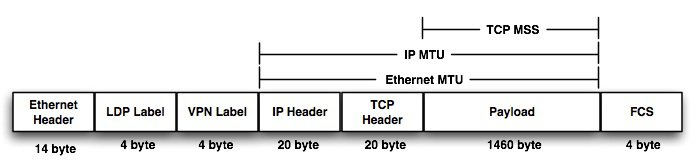 TCP MSS
IP MTU
Ethernet MTU
Ethernet Header
LDP Label
VPN Label
IP Header
TCP Header
Payload
FCS
14 byte
4 byte
4 byte
20 byte
20 byte
1460 byte
4 byte